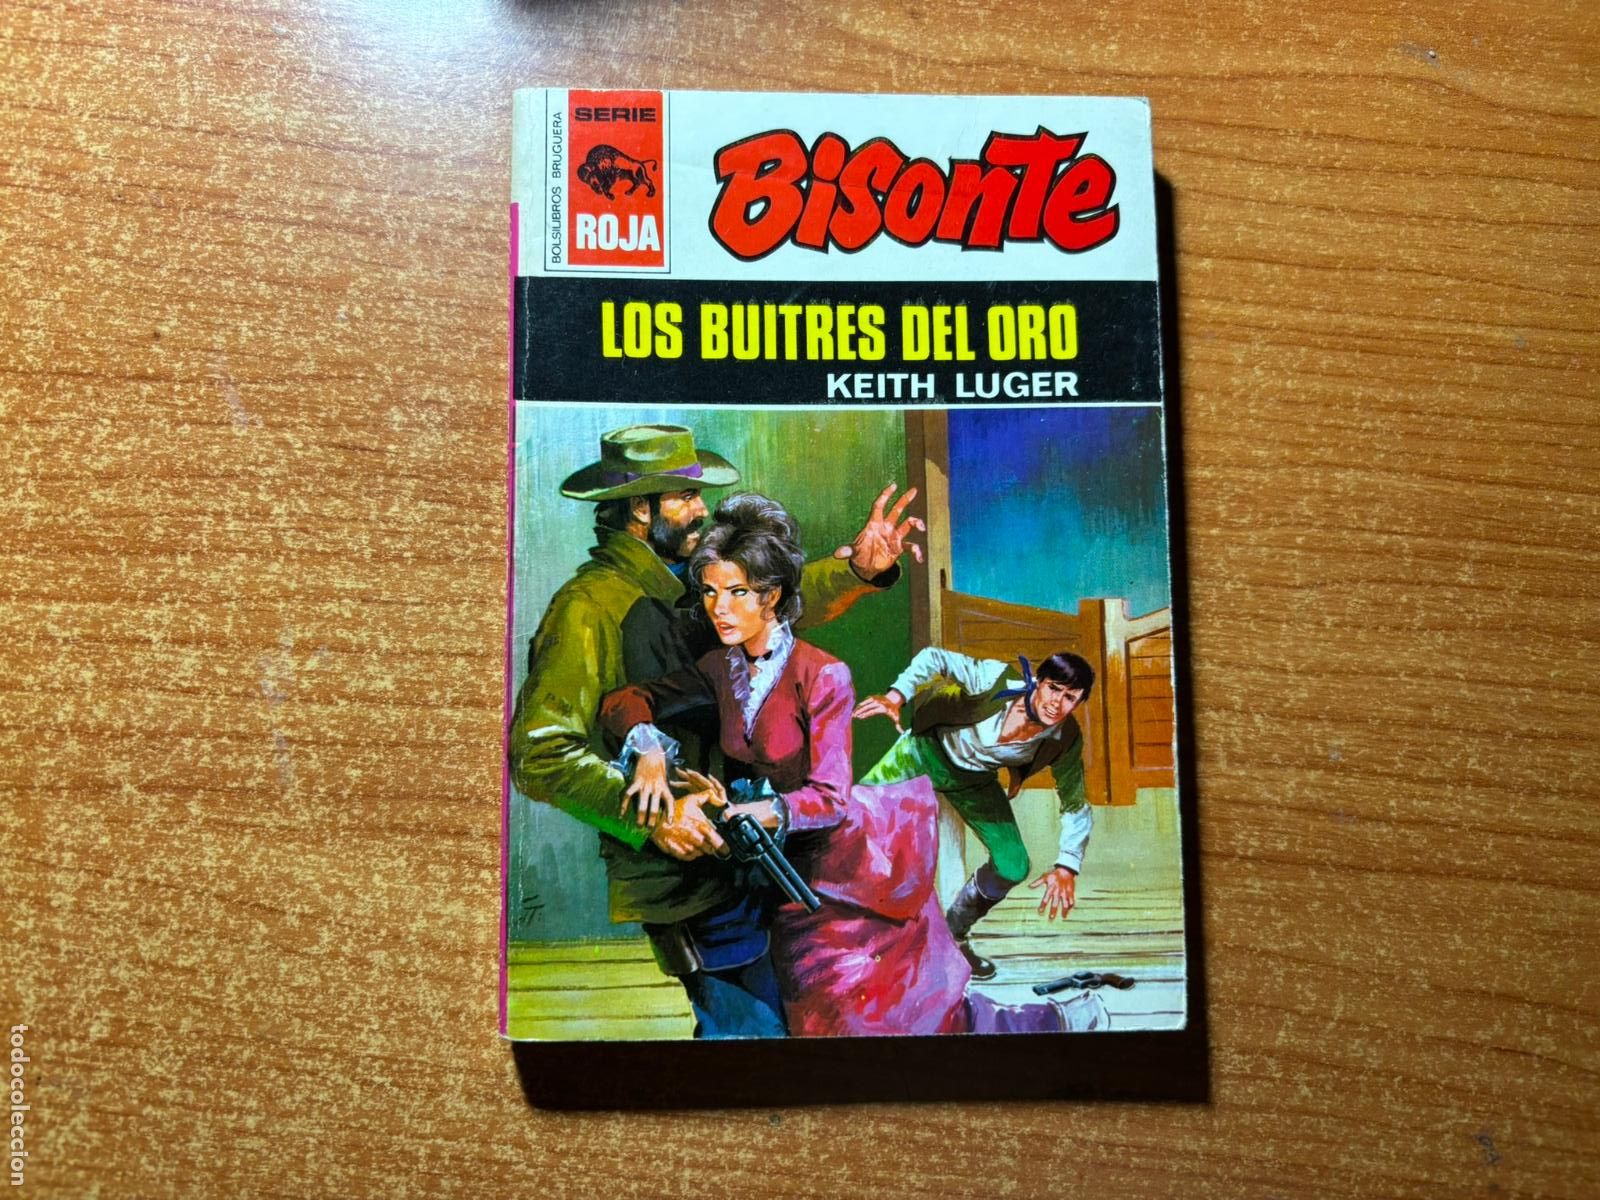 BOLSILIBROS BRUGUERA
SERIE
ROJA
BISONTE
LOS BUITRES DEL ORO
KEITH LUGER
todocoleccion